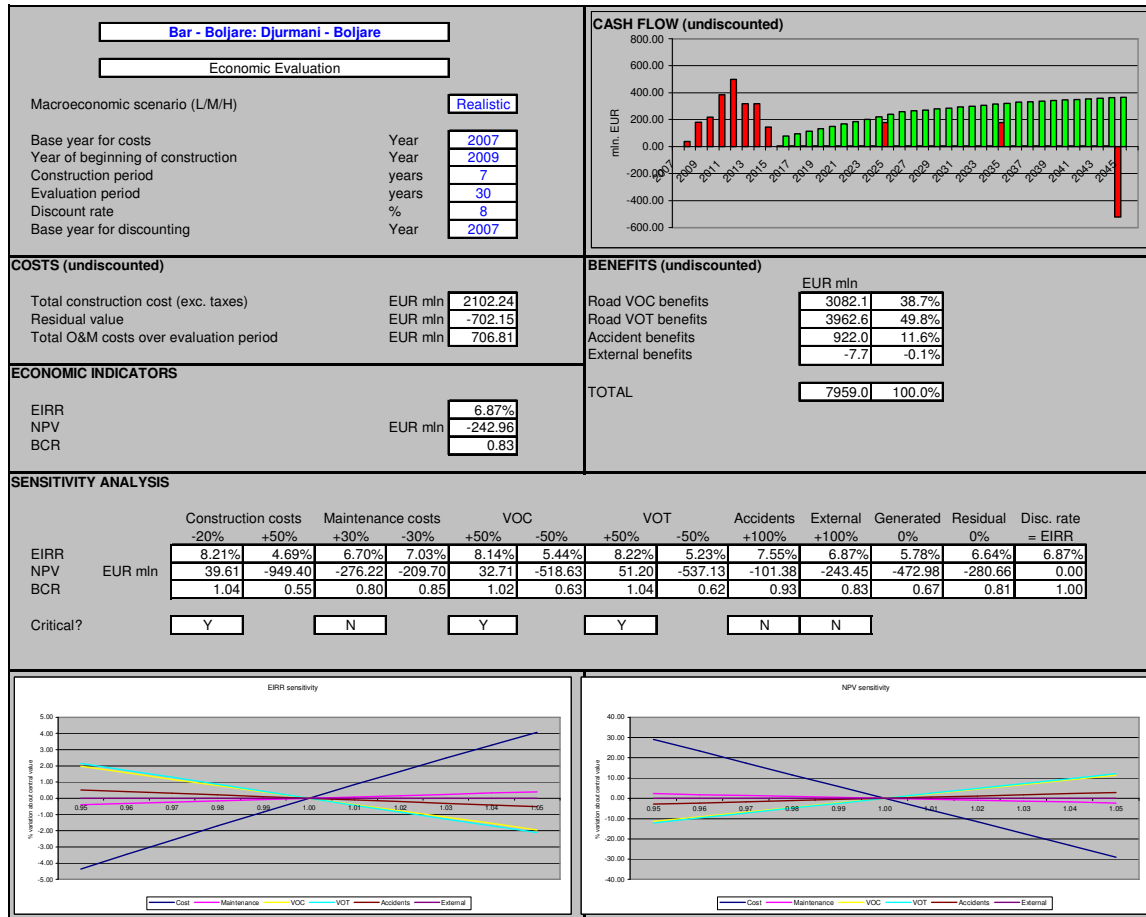 Bar - Boljare: Djurmani - Boljare
Economic Evaluation
Macroeconomic scenario (L/M/H) Realistic
Base year for costs Year 2007
Year of beginning of construction Year 2009
Construction period years 7
Evaluation period years 30
Discount rate % 8
Base year for discounting Year 2007
CASH FLOW (undiscounted)
800.00
600.00
400.00
200.00
0.00
-200.00
-400.00
-600.00
mln. EUR
2007 2009 2011 2013 2015 2017 2019 2021 2023 2025 2027 2029 2031 2033 2035 2037 2039 2041 2043 2045
COSTS (undiscounted)
Total construction cost (exc. taxes) EUR mln 2102.24
Residual value EUR mln -702.15
Total O&M costs over evaluation period EUR mln 706.81
BENEFITS (undiscounted)
EUR mln
Road VOC benefits 3082.1 38.7%
Road VOT benefits 3962.6 49.8%
Accident benefits 922.0 11.6%
External benefits -7.7 -0.1%
TOTAL 7959.0 100.0%
ECONOMIC INDICATORS
EIRR 6.87%
NPV EUR mln -242.96
BCR 0.83
SENSITIVITY ANALYSIS
Construction costs Maintenance costs VOC VOT Accidents External Generated Residual Disc. rate
-20% +50% +30% -30% +50% -50% +50% -50% +100% +100% 0% 0% = EIRR
EIRR 8.21% 4.69% 6.70% 7.03% 8.14% 5.44% 8.22% 5.23% 7.55% 6.87% 5.78% 6.64% 6.87%
NPV EUR mln 39.61 -949.40 -276.22 -209.70 32.71 -518.63 51.20 -537.13 -101.38 -243.45 -472.98 -280.66 0.00
BCR 1.04 0.55 0.80 0.85 1.02 0.63 1.04 0.62 0.93 0.83 0.67 0.81 1.00
Critical? Y N Y Y N N
EIRR sensitivity
5.00
4.00
3.00
2.00
1.00
0.00
-1.00
-2.00
-3.00
-4.00
-5.00
% variation about central value
0.95 0.96 0.97 0.98 0.99 1.00 1.01 1.02 1.03 1.04 1.05
Cost Maintenance VOC VOT Accidents External
NPV sensitivity
40.00
30.00
20.00
10.00
0.00
-10.00
-20.00
-30.00
-40.00
% variation about central value
0.95 0.96 0.97 0.98 0.99 1.00 1.01 1.02 1.03 1.04 1.05
Cost Maintenance VOC VOT Accidents External